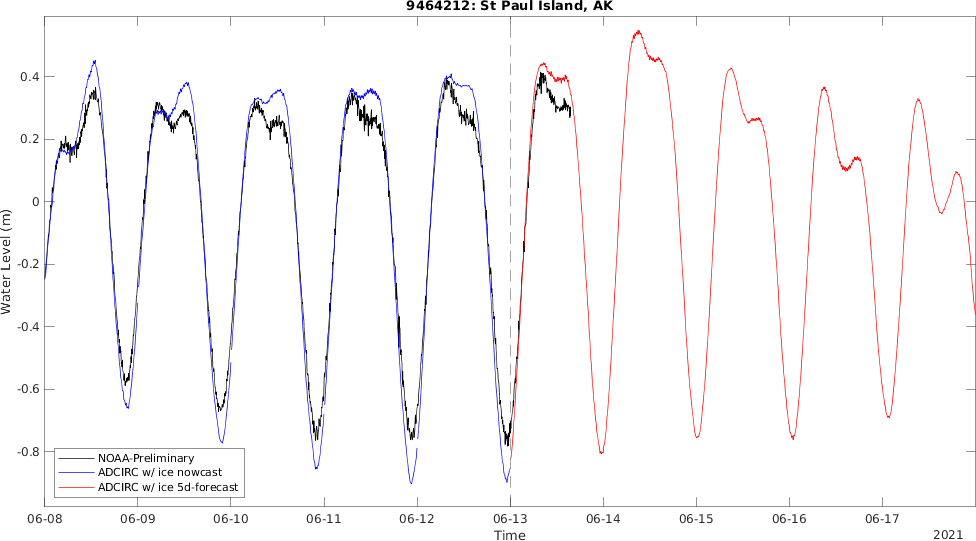 9464212: St Paul Island, AK
Water Level (m)
0.4
0.2
0
-0.2
-0.4
-0.6
-0.8
NOAA-Preliminary
ADCIRC w/ ice nowcast
ADCIRC w/ ice 5d-forecast
06-08 06-09 06-10 06-11 06-12 06-13 06-14 06-15 06-16 06-17
Time
2021